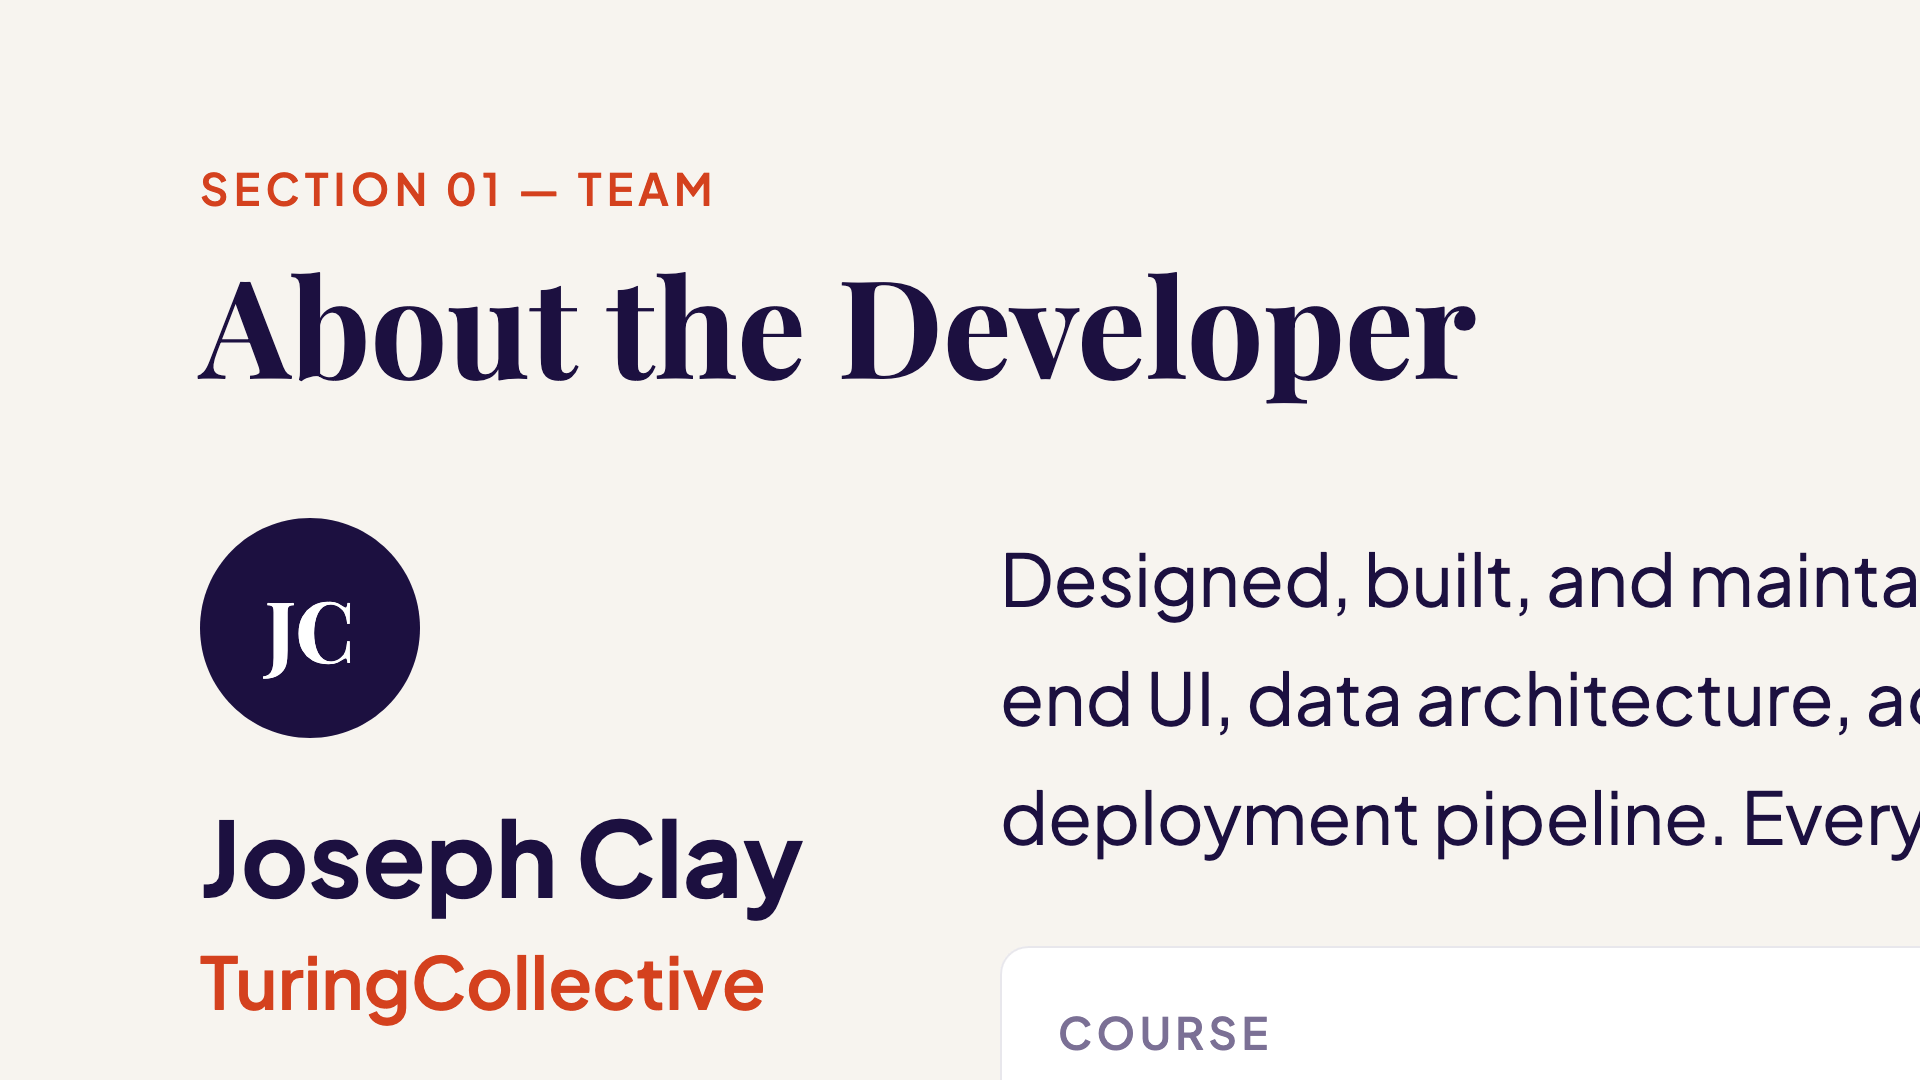 SECTION 01 — TEAM
About the Developer
JC
Joseph Clay
TuringCollective
Designed, built, and
end UI, data architecture,
deployment pipeline. Every
COURSE